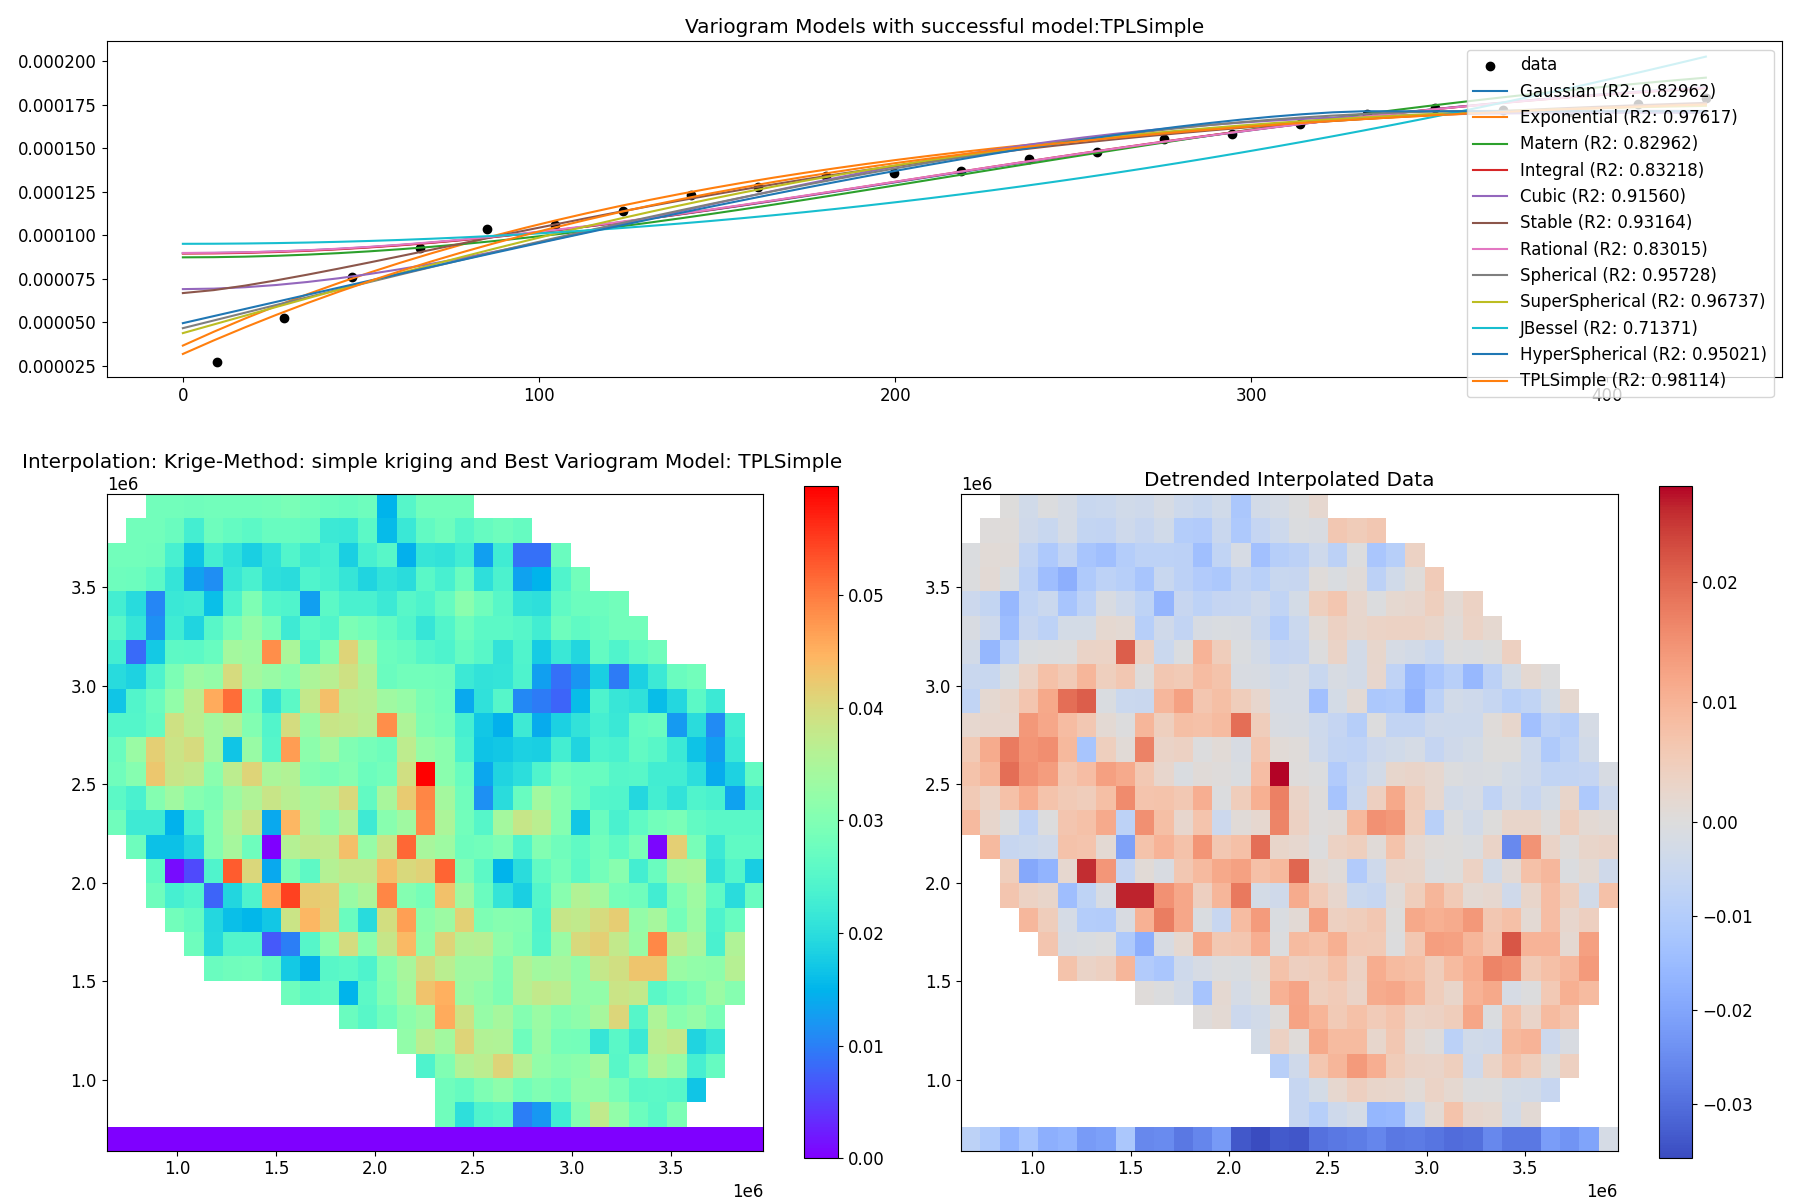 Variogram Models with successful model:TPLSimple
0.000200
0.000175
0.000150
0.000125
0.000100
0.000075
0.000050
0.000025
0 100 200 300 400
data
Gaussian (R2: 0.82962)
Exponential (R2: 0.97617)
Matern (R2: 0.82962)
Integral (R2: 0.83218)
Cubic (R2: 0.91560)
Stable (R2: 0.93164)
Rational (R2: 0.83015)
Spherical (R2: 0.95728)
SuperSpherical (R2: 0.96737)
JBessel (R2: 0.71371)
HyperSpherical (R2: 0.95021)
TPLSimple (R2: 0.98114)
Interpolation: Krige-Method: simple kriging and Best Variogram Model: TPLSimple
1e6
3.5
3.0
2.5
2.0
1.5
1.0
1.0 1.5 2.0 2.5 3.0 3.5
1e6
0.05
0.04
0.03
0.02
0.01
0.00
Detrended Interpolated Data
1e6
3.5
3.0
2.5
2.0
1.5
1.0
1.0 1.5 2.0 2.5 3.0 3.5
1e6
0.02
0.01
0.00
−0.01
−0.02
−0.03